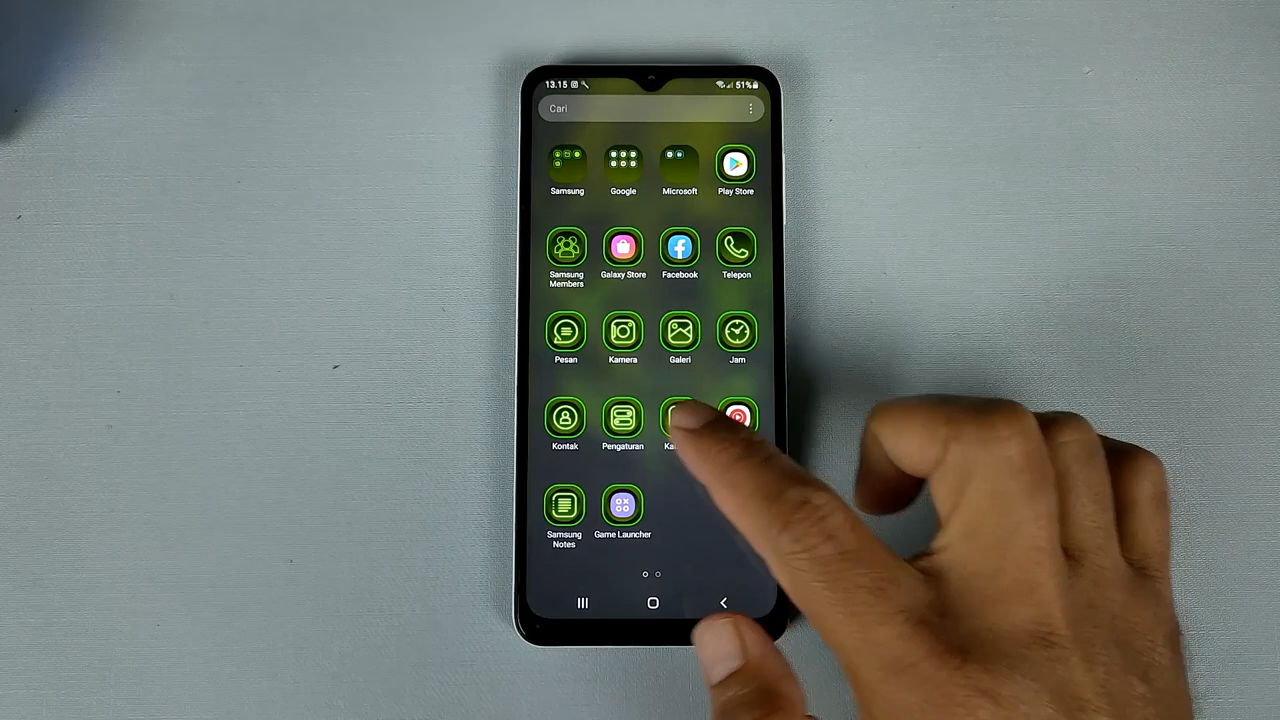 13.15
51%
Cari
Samsung
Google
Microsoft
Play Store
Samsung
Members
Galaxy Store
Facebook
Telepon
Pesan
Kamera
Galeri
Jam
Kontak
Pengaturan
Samsung
Notes
Game Launcher